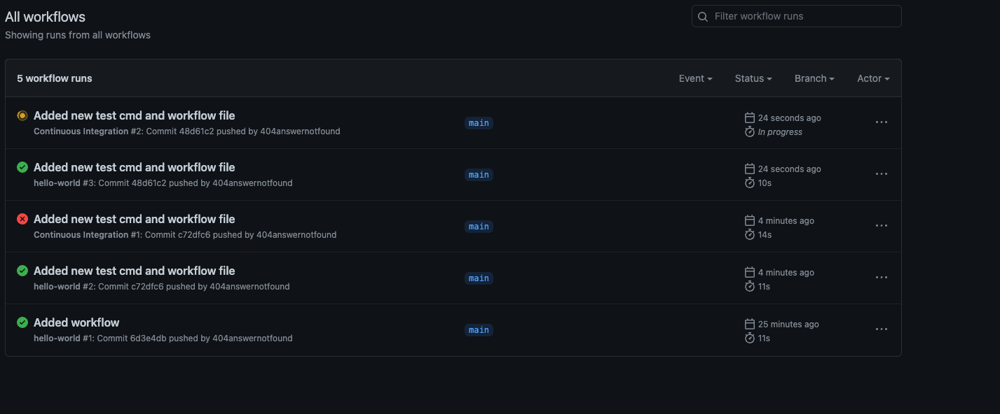 All workflows
Filter workflow runs
Showing runs from all workflows
5 workflow runs
Event
Status
Branch
Actor
Added new test cmd and workflow file
Continuous Integration #2: Commit 48d61c2 pushed by 404answernotfound
main
24 seconds ago
In progress
Added new test cmd and workflow file
hello-world #3: Commit 48d61c2 pushed by 404answernotfound
main
24 seconds ago
10s
Added new test cmd and workflow file
Continuous Integration #1: Commit c72dfc6 pushed by 404answernotfound
main
4 minutes ago
14s
Added new test cmd and workflow file
hello-world #2: Commit c72dfc6 pushed by 404answernotfound
main
4 minutes ago
11s
Added workflow
hello-world #1: Commit 6d3e4db pushed by 404answernotfound
main
25 minutes ago
11s